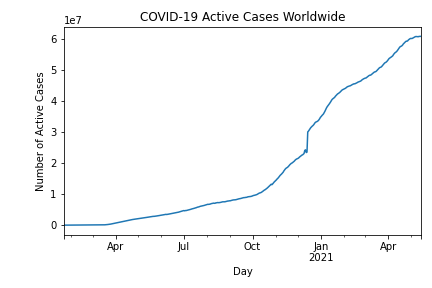 COVID-19 Active Cases Worldwide
1e7
6
5
4
3
2
1
0
Number of Active Cases
Apr Jul Oct Jan Apr
2021
Day